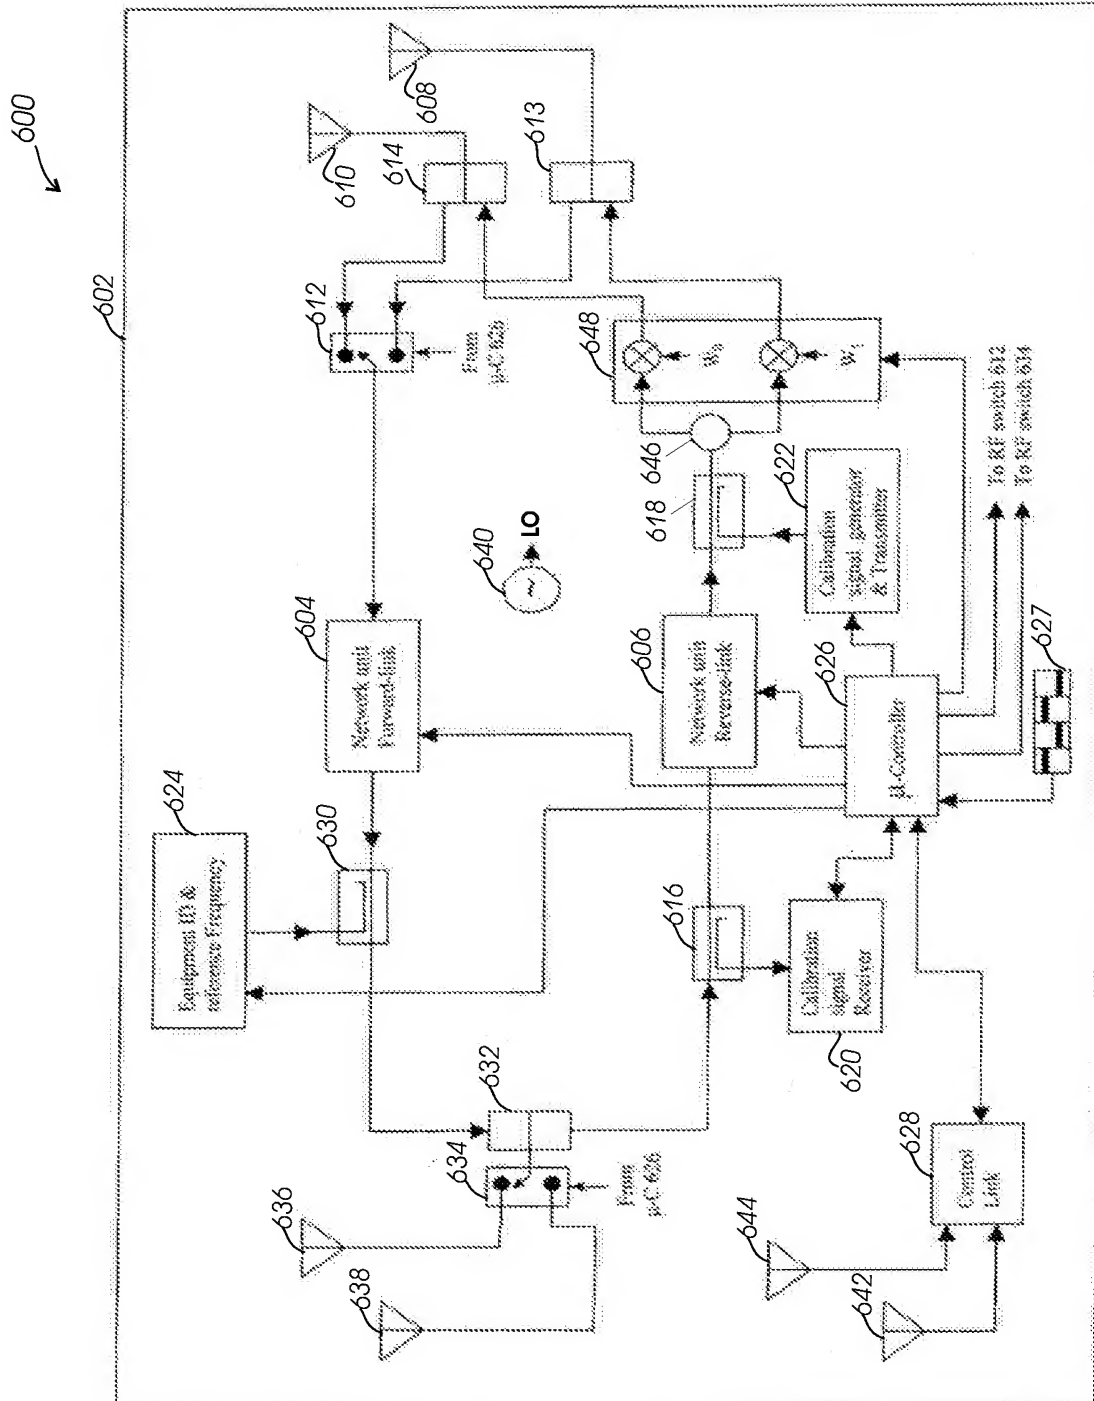 600
602
608
610
614
613
612
From
μ-C 626
648
W0
W1
646
618
622
Calibration
signal generator
& Transmitter
To RF switch 612
To RF switch 634
640
LO
604
Network unit
Forward-link
606
Network unit
Reverse-link
626
μ-Controller
627
624
Equipment ID &
reference Frequency
630
616
Calibration
signal
Receiver
620
632
634
From
μ-C 626
636
638
628
Control
Link
644
642